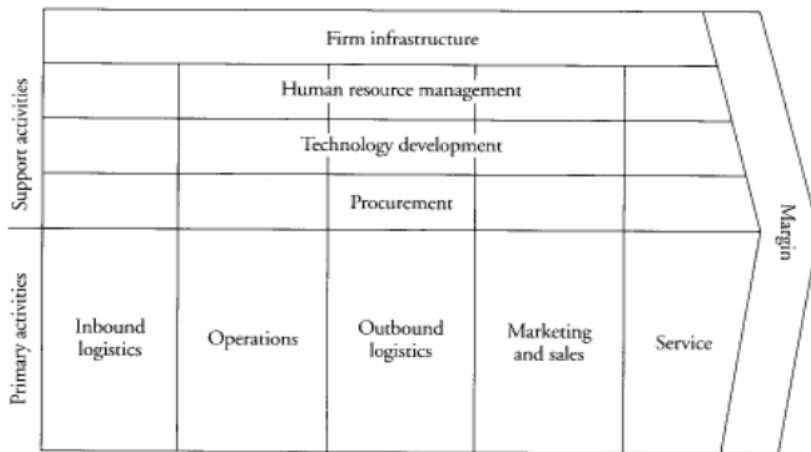 Support activities
Firm infrastructure
Human resource management
Technology development
Procurement
Primary activities
Inbound
logistics
Operations
Outbound
logistics
Marketing
and sales
Service
Margin